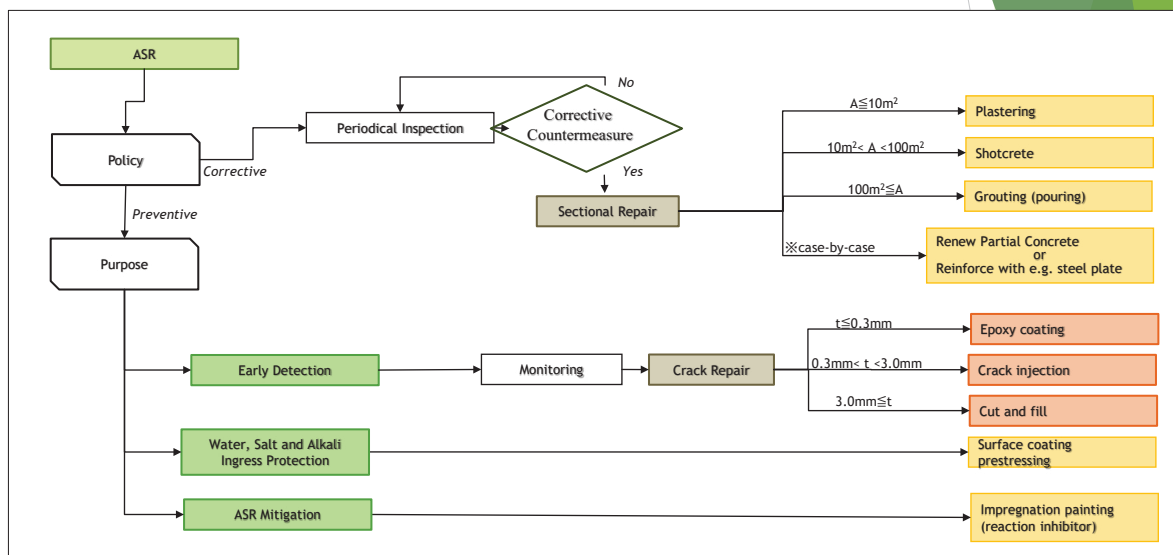 ASR
No
Periodical Inspection
Corrective
Countermeasure
A≦10m²
Plastering
Policy
Corrective
10m²< A <100m²
Shotcrete
Yes
Sectional Repair
100m²≦A
Grouting (pouring)
Preventive
※case-by-case
Renew Partial Concrete
or
Reinforce with e.g. steel plate
Purpose
t≦0.3mm
Epoxy coating
Early Detection
Monitoring
Crack Repair
0.3mm< t <3.0mm
Crack injection
3.0mm≦t
Cut and fill
Water, Salt and Alkali
Ingress Protection
Surface coating
prestressing
ASR Mitigation
Impregnation painting
(reaction inhibitor)